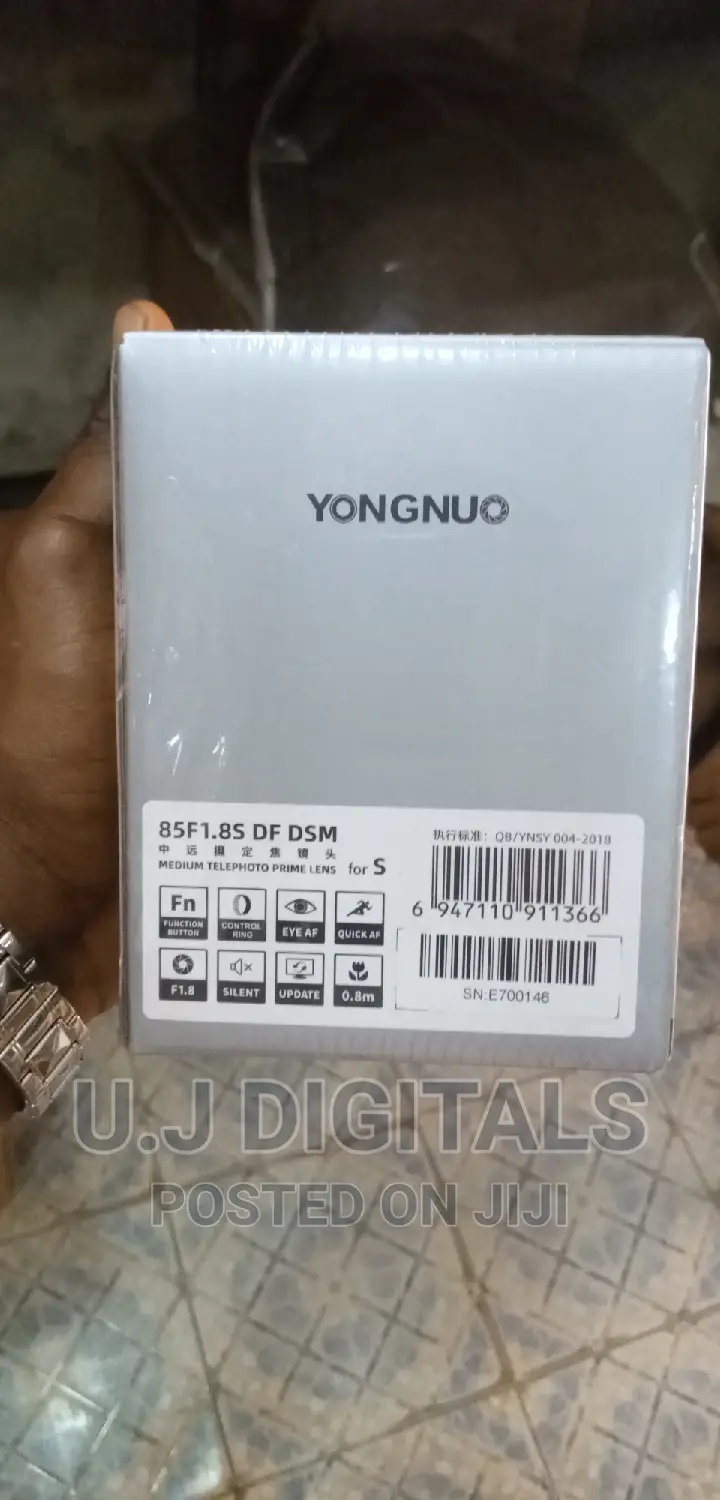 YONGNUO
85F1.8S DF DSM
中远摄定焦镜头
MEDIUM TELEPHOTO PRIME LENS for S
Fn
FUNCTION BUTTON
CONTROL RING
EYE AF
QUICK AF
F1.8
SILENT
UPDATE
0.8m
执行标准：QB/YNSY 004-2018
6 947110 911366
SN:E700146
U.J DIGITALS
POSTED ON JIJI